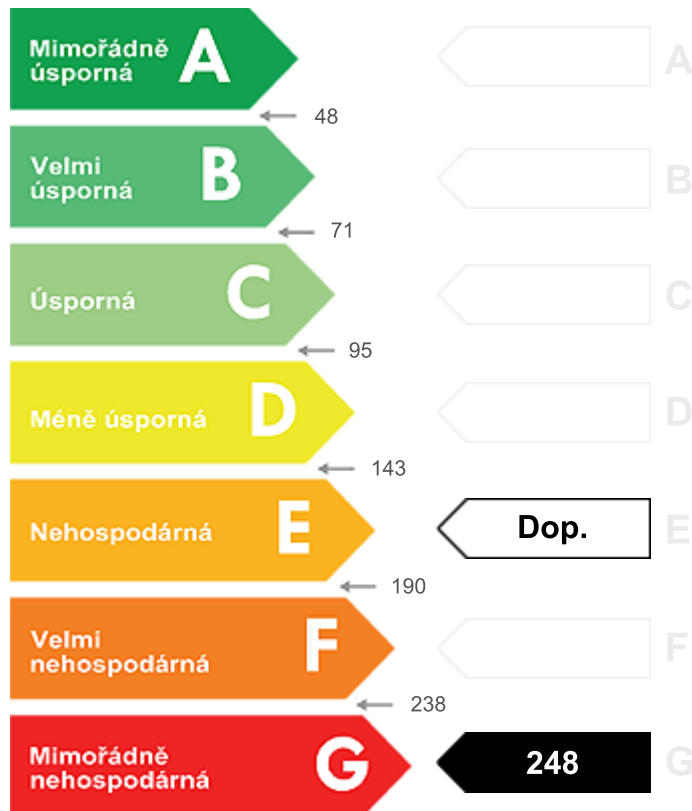 Mimořádně
úsporná A
A
48
Velmi
úsporná B
B
71
Úsporná C
C
95
Méně úsporná D
D
143
Nehospodárná E
Dop.
E
190
Velmi
nehospodárná F
F
238
Mimořádně
nehospodárná G
248
G